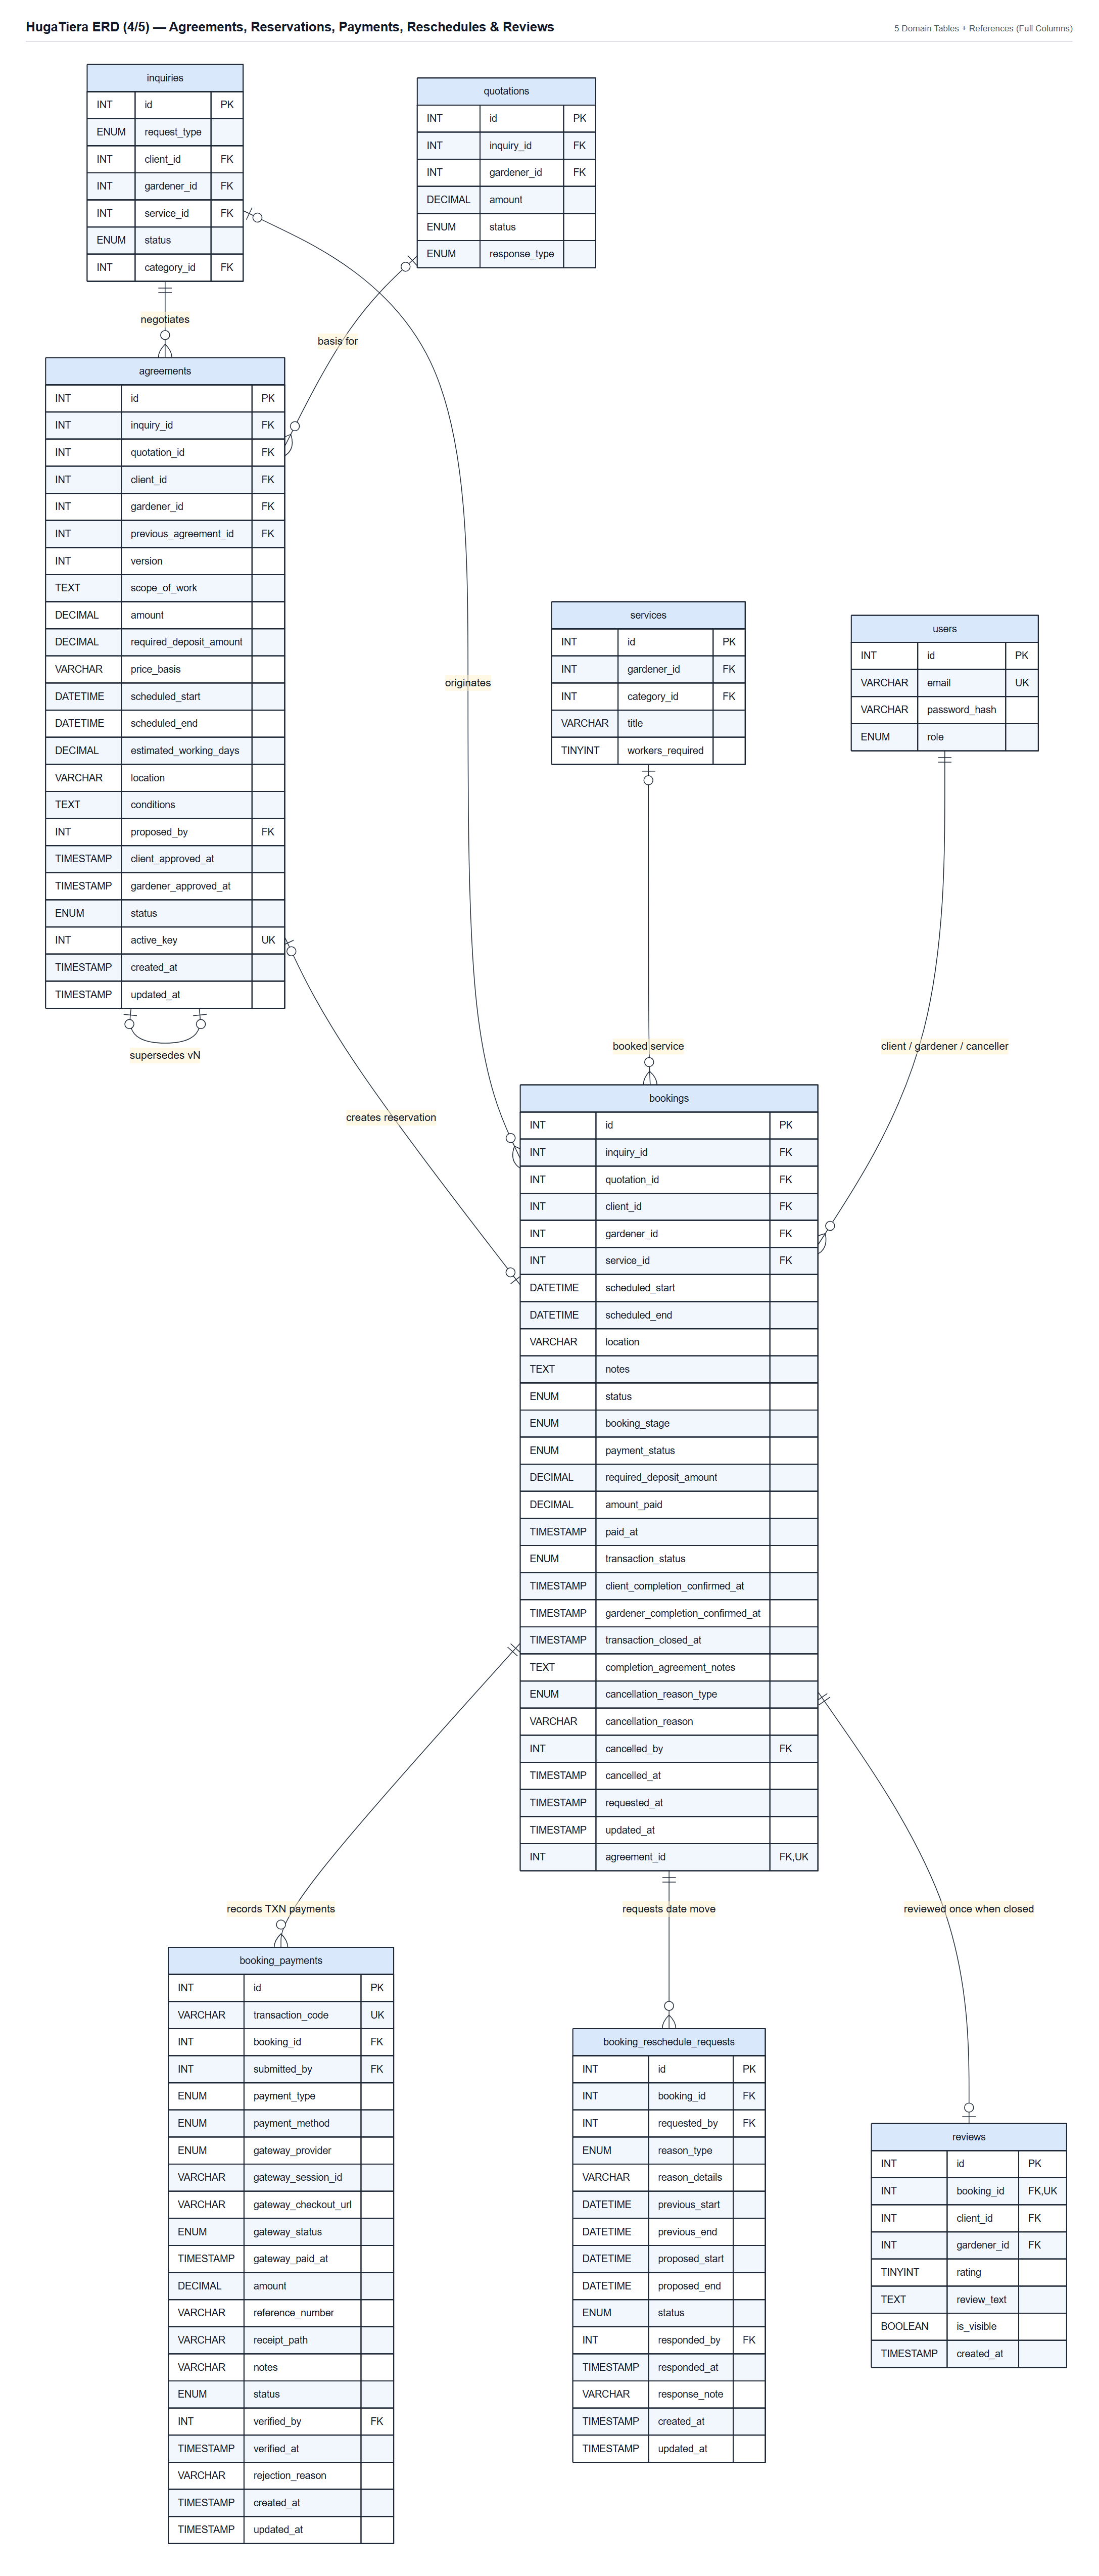 HugaTiera ERD (4/5) — Agreements, Reservations, Payments, Reschedules & Reviews
5 Domain Tables + References (Full Columns)
inquiries
INT id PK
ENUM request_type
INT client_id FK
INT gardener_id FK
INT service_id FK
ENUM status
INT category_id FK
quotations
INT id PK
INT inquiry_id FK
INT gardener_id FK
DECIMAL amount
ENUM status
ENUM response_type
negotiates
basis for
agreements
INT id PK
INT inquiry_id FK
INT quotation_id FK
INT client_id FK
INT gardener_id FK
INT previous_agreement_id FK
INT version
TEXT scope_of_work
DECIMAL amount
DECIMAL required_deposit_amount
VARCHAR price_basis
DATETIME scheduled_start
DATETIME scheduled_end
DECIMAL estimated_working_days
VARCHAR location
TEXT conditions
INT proposed_by FK
TIMESTAMP client_approved_at
TIMESTAMP gardener_approved_at
ENUM status
INT active_key UK
TIMESTAMP created_at
TIMESTAMP updated_at
supersedes vN
originates
services
INT id PK
INT gardener_id FK
INT category_id FK
VARCHAR title
TINYINT workers_required
users
INT id PK
VARCHAR email UK
VARCHAR password_hash
ENUM role
booked service
client / gardener / canceller
creates reservation
bookings
INT id PK
INT inquiry_id FK
INT quotation_id FK
INT client_id FK
INT gardener_id FK
INT service_id FK
DATETIME scheduled_start
DATETIME scheduled_end
VARCHAR location
TEXT notes
ENUM status
ENUM booking_stage
ENUM payment_status
DECIMAL required_deposit_amount
DECIMAL amount_paid
TIMESTAMP paid_at
ENUM transaction_status
TIMESTAMP client_completion_confirmed_at
TIMESTAMP gardener_completion_confirmed_at
TIMESTAMP transaction_closed_at
TEXT completion_agreement_notes
ENUM cancellation_reason_type
VARCHAR cancellation_reason
INT cancelled_by FK
TIMESTAMP cancelled_at
TIMESTAMP requested_at
TIMESTAMP updated_at
INT agreement_id FK,UK
records TXN payments
requests date move
reviewed once when closed
booking_payments
INT id PK
VARCHAR transaction_code UK
INT booking_id FK
INT submitted_by FK
ENUM payment_type
ENUM payment_method
ENUM gateway_provider
VARCHAR gateway_session_id
VARCHAR gateway_checkout_url
ENUM gateway_status
TIMESTAMP gateway_paid_at
DECIMAL amount
VARCHAR reference_number
VARCHAR receipt_path
VARCHAR notes
ENUM status
INT verified_by FK
TIMESTAMP verified_at
VARCHAR rejection_reason
TIMESTAMP created_at
TIMESTAMP updated_at
booking_reschedule_requests
INT id PK
INT booking_id FK
INT requested_by FK
ENUM reason_type
VARCHAR reason_details
DATETIME previous_start
DATETIME previous_end
DATETIME proposed_start
DATETIME proposed_end
ENUM status
INT responded_by FK
TIMESTAMP responded_at
VARCHAR response_note
TIMESTAMP created_at
TIMESTAMP updated_at
reviews
INT id PK
INT booking_id FK,UK
INT client_id FK
INT gardener_id FK
TINYINT rating
TEXT review_text
BOOLEAN is_visible
TIMESTAMP created_at